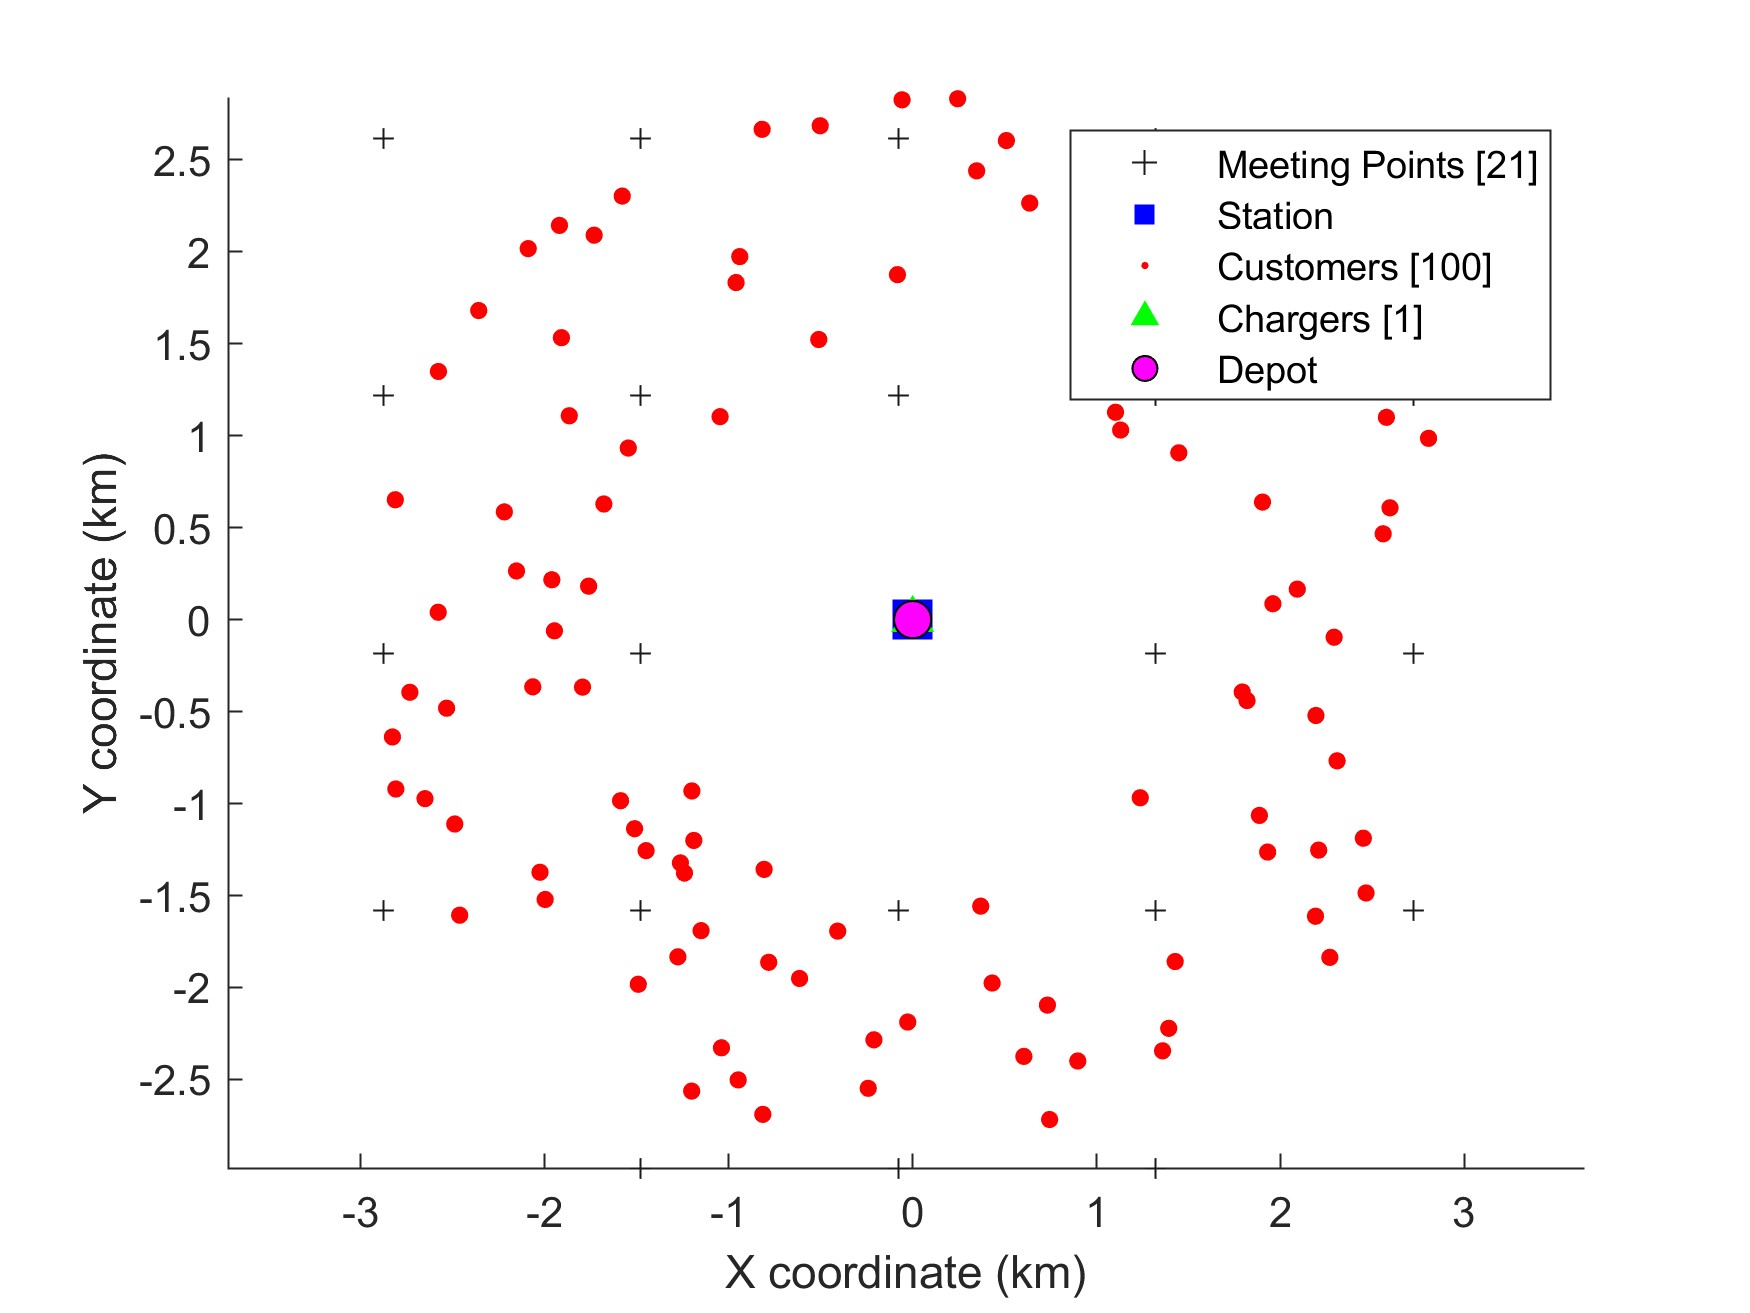 2.5
2
1.5
1
0.5
0
-0.5
-1
-1.5
-2
-2.5
Y coordinate (km)
Meeting Points [21]
Station
Customers [100]
Chargers [1]
Depot
-3 -2 -1 0 1 2 3
X coordinate (km)